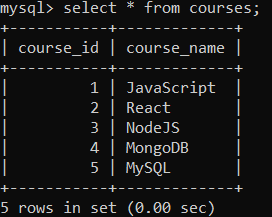 mysql> select * from courses;
+-----------+-------------+
| course_id | course_name |
+-----------+-------------+
|         1 | JavaScript  |
|         2 | React       |
|         3 | NodeJS      |
|         4 | MongoDB     |
|         5 | MySQL       |
+-----------+-------------+
5 rows in set (0.00 sec)